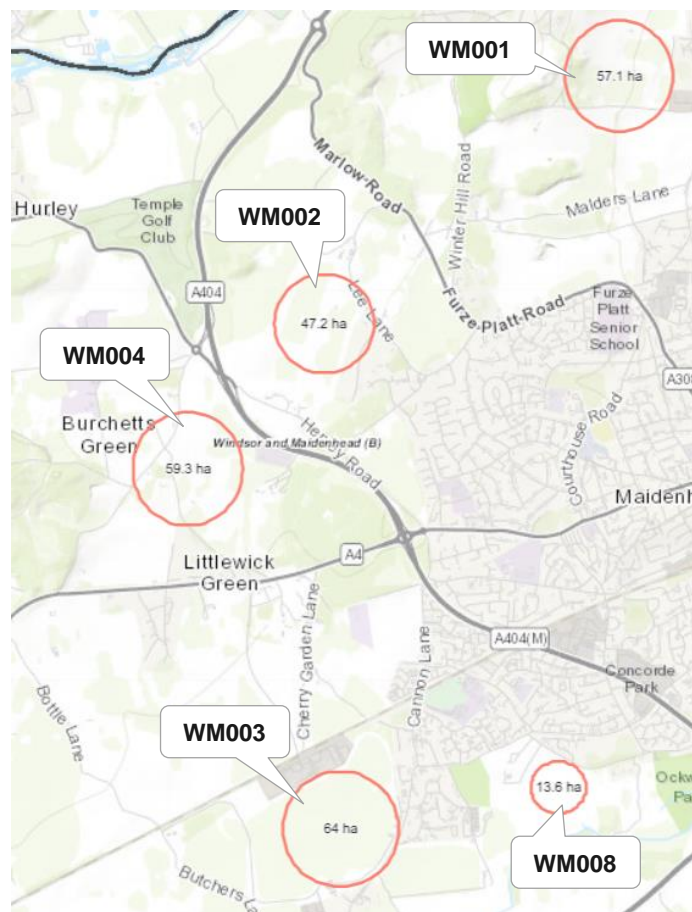 WM001
57.1 ha
Marlow-Road
Winter Hill Road
Malders Lane
Hurley
Temple
Golf
Club
WM002
A404
Lee Lane
47.2 ha
Furze-Platt-Road
Furze
Platt
Senior
School
A308
WM004
Burchetts
Green
59.3 ha
Windsor and Maidenhead (B)
Henley Road
Courthouse Road
Maidenh
A4
Littlewick
Green
Cherry Garden Lane
Cannon Lane
A404(M)
Concorde
Park
Bottle Lane
WM003
64 ha
13.6 ha
Ockw
Pa
WM008
Butchers La